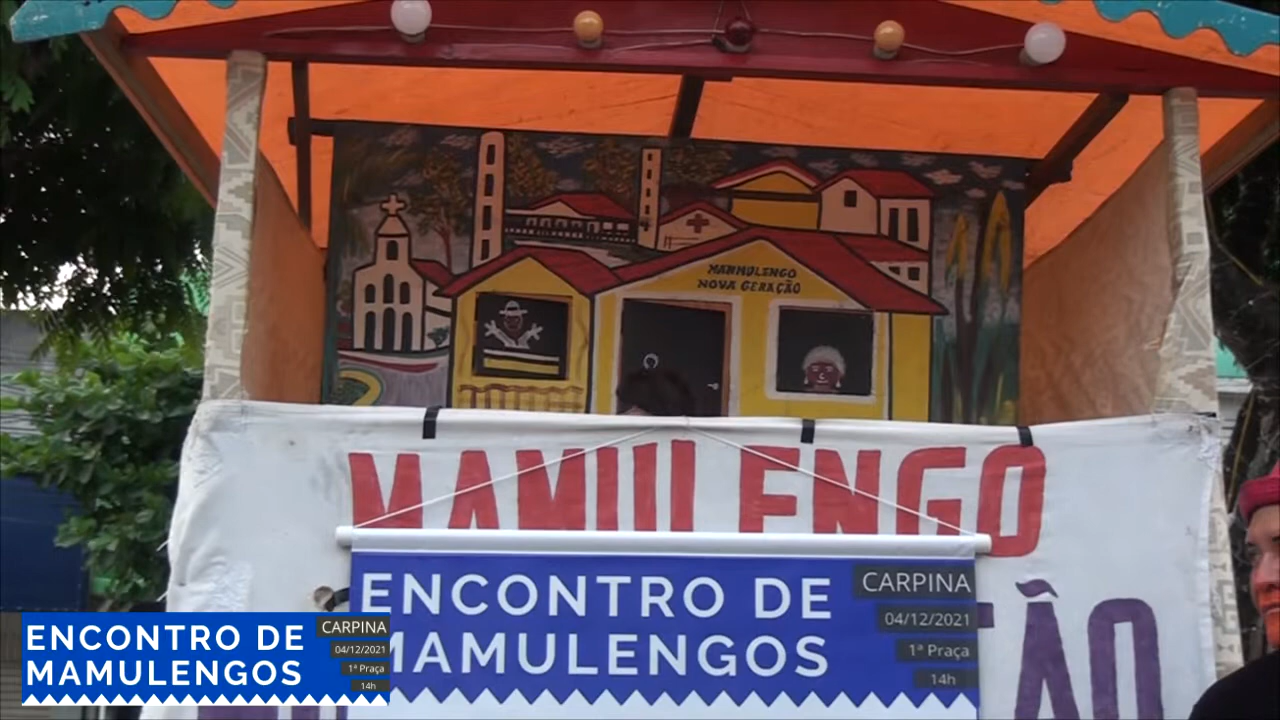 MAMULENGO
NOVA GERAÇÃO
MAMULENGO
ÃO
ENCONTRO DE
MAMULENGOS
CARPINA
04/12/2021
1ª Praça
14h
ENCONTRO DE
MAMULENGOS
CARPINA
04/12/2021
1ª Praça
14h